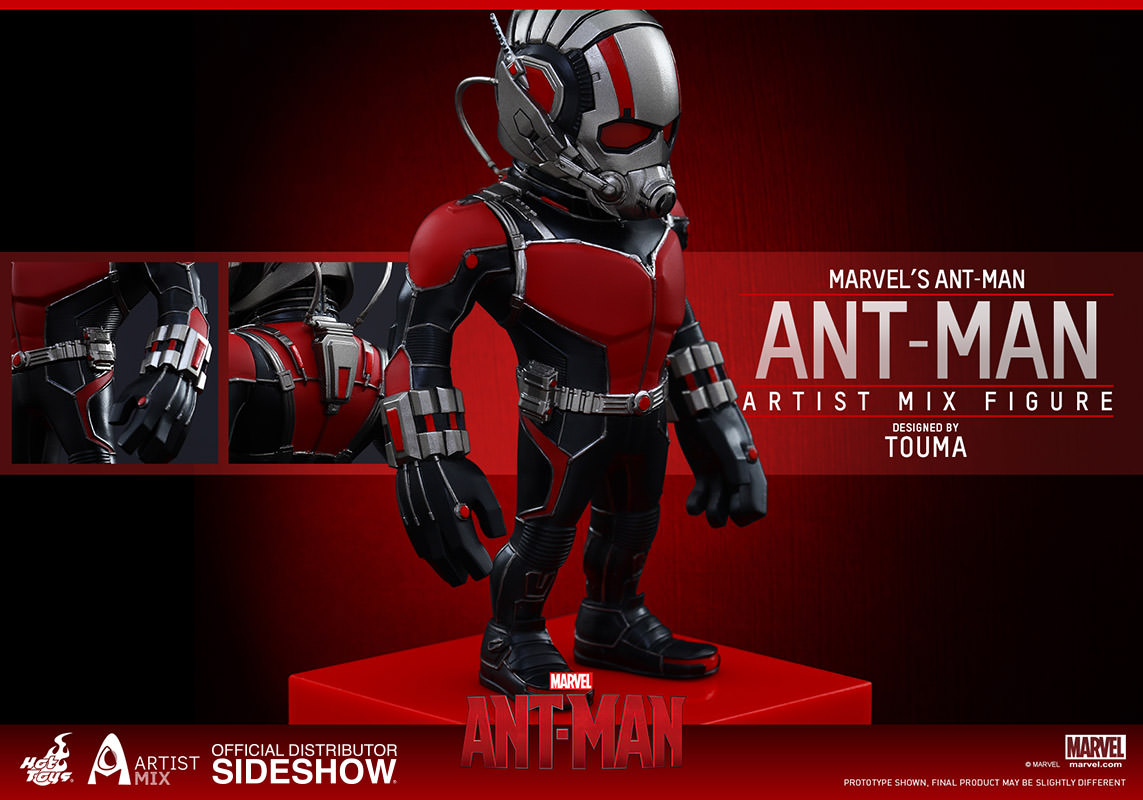 MARVEL'S ANT-MAN
ANT-MAN
ARTIST MIX FIGURE
DESIGNED BY
TOUMA
MARVEL
ANT-MAN
Hot Toys
ARTIST MIX
OFFICIAL DISTRIBUTOR
SIDESHOW
MARVEL
© MARVEL marvel.com
PROTOTYPE SHOWN, FINAL PRODUCT MAY BE SLIGHTLY DIFFERENT